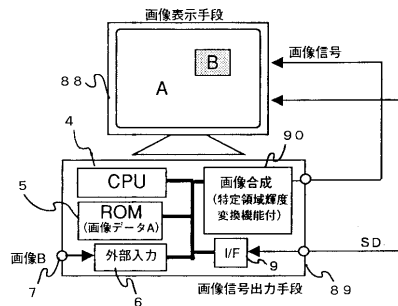 画像表示手段
B
画像信号
A
88
90
4
CPU
画像合成
(特定領域輝度
変換機能付)
5
ROM
(画像データA)
画像B
外部入力
I/F
SD
7
6
9
画像信号出力手段
89